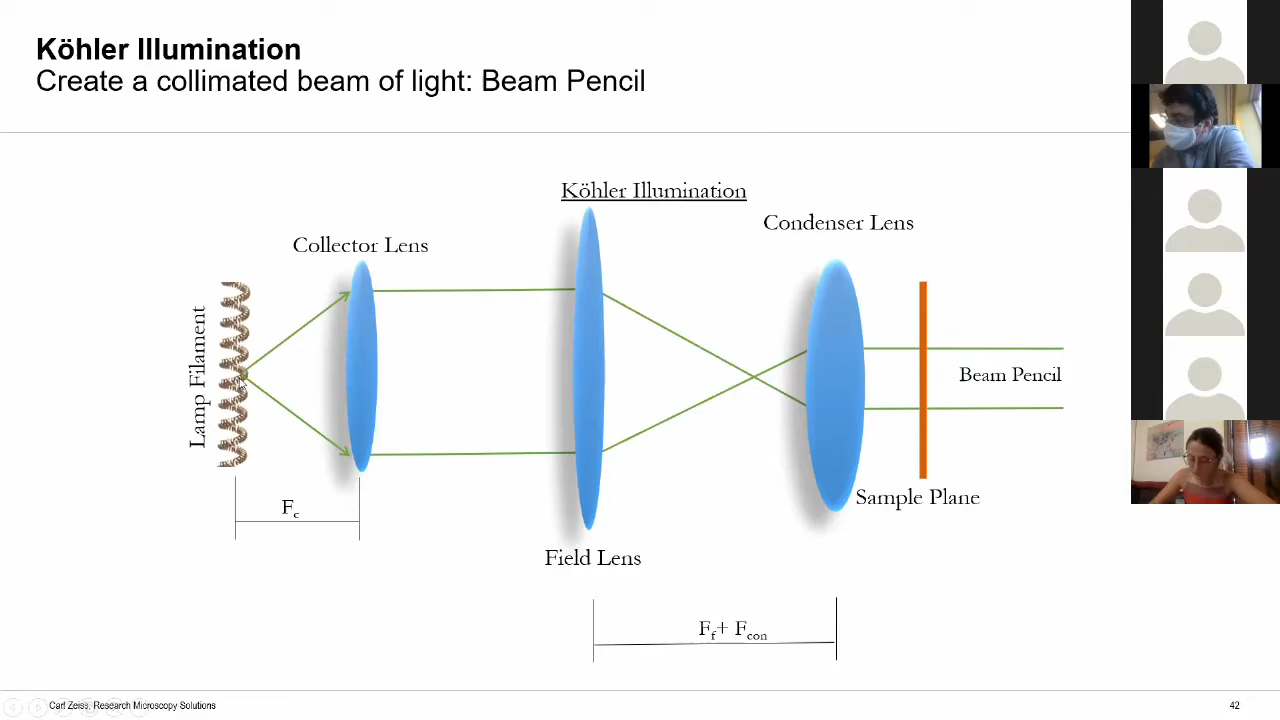 Köhler Illumination
Create a collimated beam of light: Beam Pencil
Köhler Illumination
Condenser Lens
Collector Lens
Lamp Filament
Beam Pencil
Sample Plane
Fc
Field Lens
Ff+ Fcon
Carl Zeiss, Research Microscopy Solutions
42